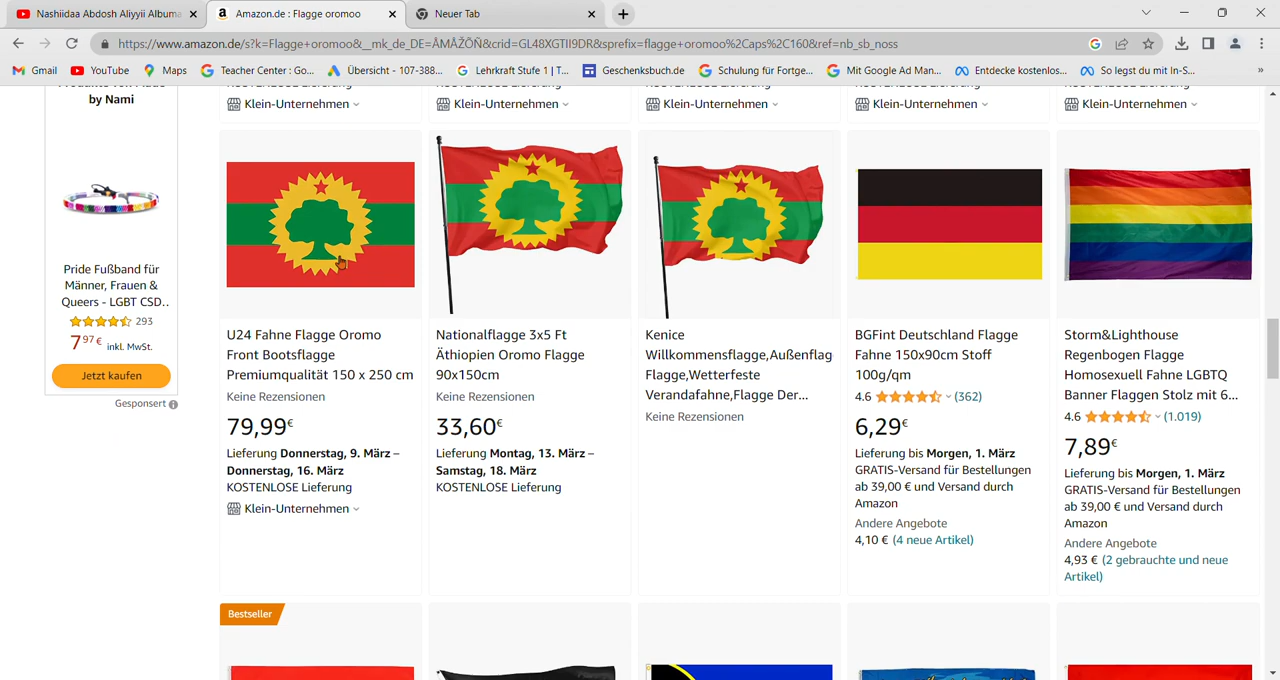 Nashiidaa Abdosh Aliyyii Albuma
Amazon.de : Flagge oromoo
Neuer Tab
https://www.amazon.de/s?k=Flagge+oromoo&__mk_de_DE=ÅMÅŽÕÑ&crid=GLI8XGTII9DR&sprefix=flagge+oromoo%2Caps%2C160&ref=nb_sb_noss
Gmail
YouTube
Maps
Teacher Center : Go...
Übersicht - 107-388...
Lehrkraft Stufe 1 | T...
Geschenksbuch.de
Schulung für Fortge...
Mit Google Ad Man...
Entdecke kostenlos...
So legst du mit In-S...
»
by Nami
Pride Fußband für
Männer, Frauen &
Queers - LGBT CSD..
293
7⁹⁷€ inkl. MwSt.
Jetzt kaufen
Gesponsert
Klein-Unternehmen
Klein-Unternehmen
Klein-Unternehmen
Klein-Unternehmen
Klein-Unternehmen
U24 Fahne Flagge Oromo
Front Bootsflagge
Premiumqualität 150 x 250 cm
Keine Rezensionen
79,99€
Lieferung Donnerstag, 9. März –
Donnerstag, 16. März
KOSTENLOSE Lieferung
Klein-Unternehmen
Nationalflagge 3x5 Ft
Äthiopien Oromo Flagge
90x150cm
Keine Rezensionen
33,60€
Lieferung Montag, 13. März –
Samstag, 18. März
KOSTENLOSE Lieferung
Kenice
Willkommensflagge,Außenflag
Flagge,Wetterfeste
Verandafahne,Flagge Der...
Keine Rezensionen
BGFint Deutschland Flagge
Fahne 150x90cm Stoff
100g/qm
4.6 (362)
6,29€
Lieferung bis Morgen, 1. März
GRATIS-Versand für Bestellungen
ab 39,00 € und Versand durch
Amazon
Andere Angebote
4,10 € (4 neue Artikel)
Storm&Lighthouse
Regenbogen Flagge
Homosexuell Fahne LGBTQ
Banner Flaggen Stolz mit 6...
4.6 (1.019)
7,89€
Lieferung bis Morgen, 1. März
GRATIS-Versand für Bestellungen
ab 39,00 € und Versand durch
Amazon
Andere Angebote
4,93 € (2 gebrauchte und neue
Artikel)
Bestseller